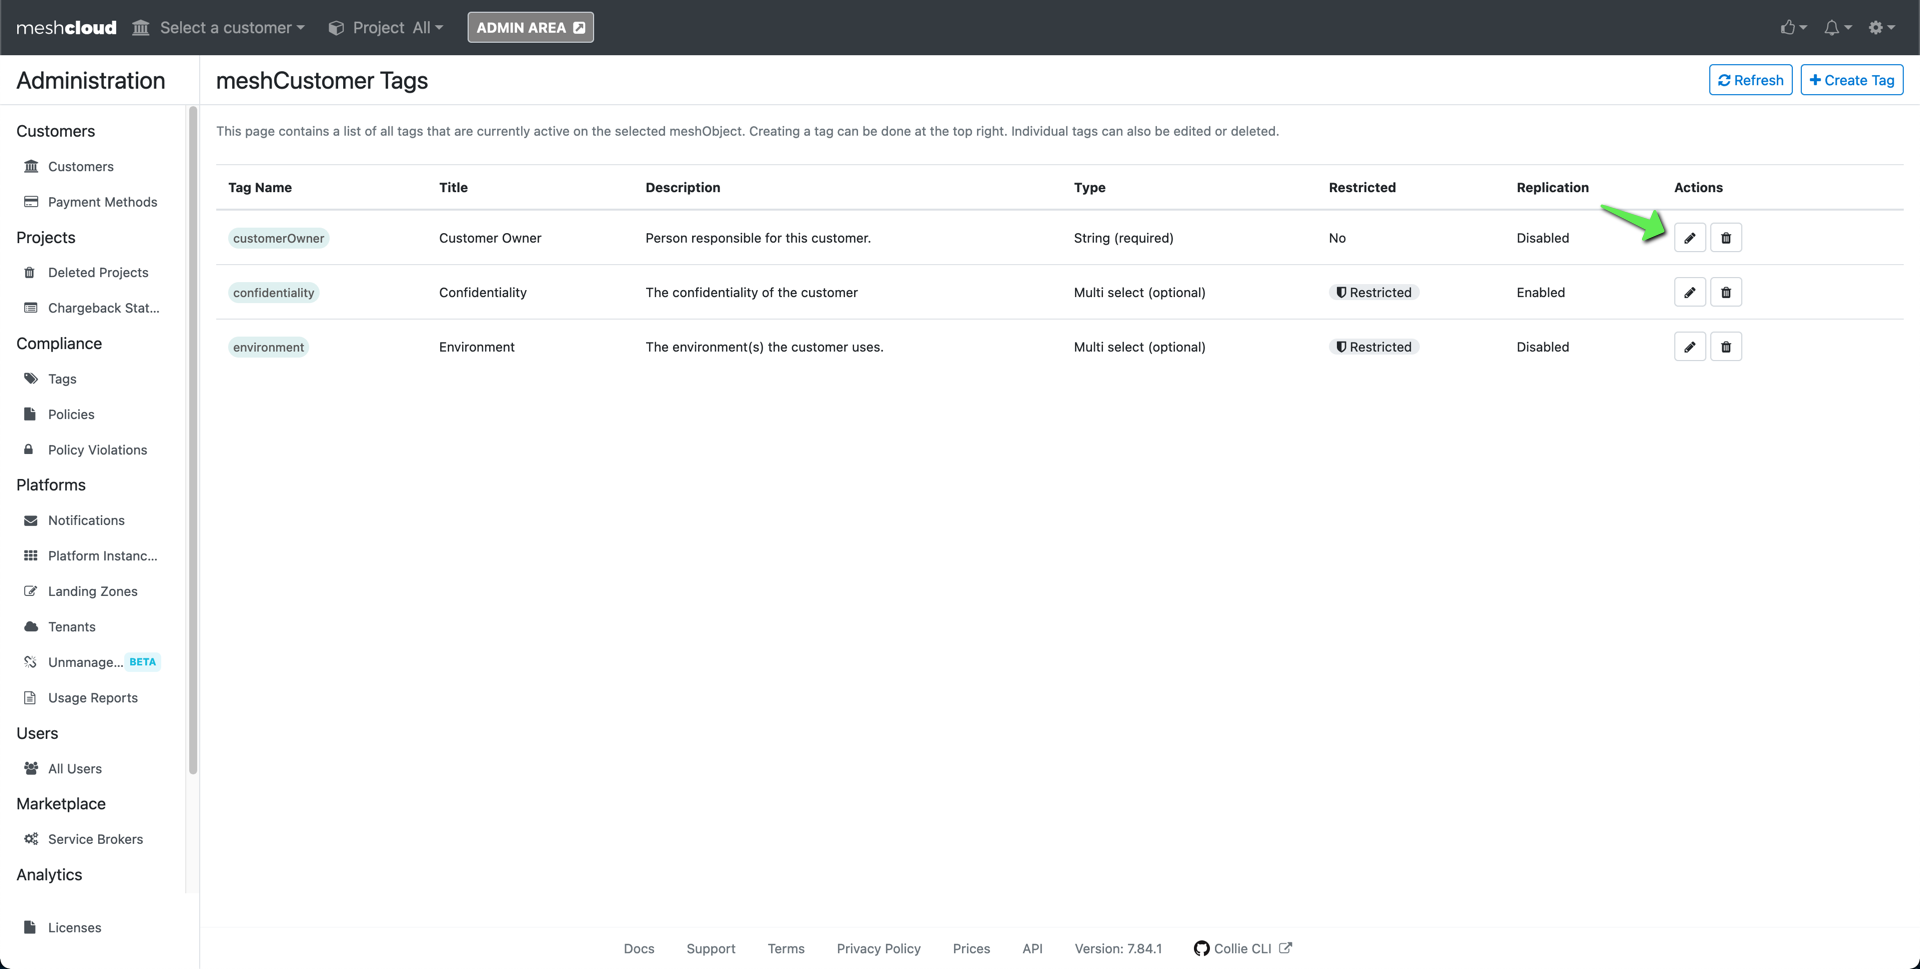 meshcloud Select a customer Project All ADMIN AREA
Administration
meshCustomer Tags
Refresh
Create Tag
Customers
Customers
Payment Methods
Projects
Deleted Projects
Chargeback Stat...
Compliance
Tags
Policies
Policy Violations
Platforms
Notifications
Platform Instanc...
Landing Zones
Tenants
Unmanage... BETA
Usage Reports
Users
All Users
Marketplace
Service Brokers
Analytics
Licenses
This page contains a list of all tags that are currently active on the selected meshObject. Creating a tag can be done at the top right. Individual tags can also be edited or deleted.
Tag Name Title Description Type Restricted Replication Actions
customerOwner Customer Owner Person responsible for this customer. String (required) No Disabled
confidentiality Confidentiality The confidentiality of the customer Multi select (optional) Restricted Enabled
environment Environment The environment(s) the customer uses. Multi select (optional) Restricted Disabled
Docs Support Terms Privacy Policy Prices API Version: 7.84.1 Collie CLI